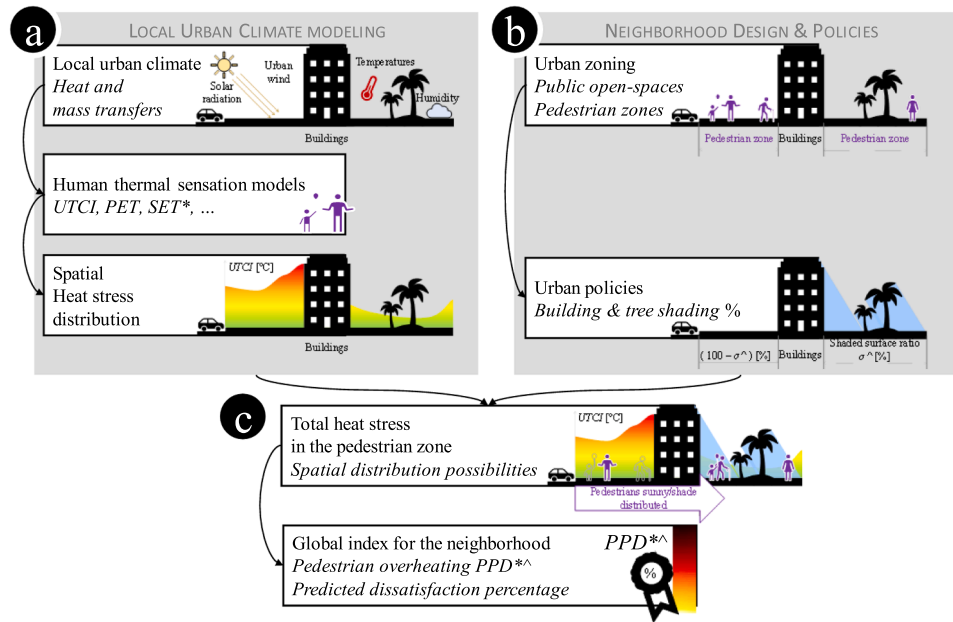 a
LOCAL URBAN CLIMATE MODELING
Local urban climate
Heat and
mass transfers
Solar
radiation
Urban
wind
Temperatures
Humidity
Buildings
Human thermal sensation models
UTCI, PET, SET*, ...
Spatial
Heat stress
distribution
UTCI [°C]
Buildings
b
NEIGHBORHOOD DESIGN & POLICIES
Urban zoning
Public open-spaces
Pedestrian zones
Pedestrian zone
Buildings
Pedestrian zone
Urban policies
Building & tree shading %
(100 − σ^) [%]
Buildings
Shaded surface ratio
σ^ [%]
c
Total heat stress
in the pedestrian zone
Spatial distribution possibilities
UTCI [°C]
Pedestrians sunny/shade
distributed
Global index for the neighborhood
Pedestrian overheating PPD*^
Predicted dissatisfaction percentage
PPD*^
%